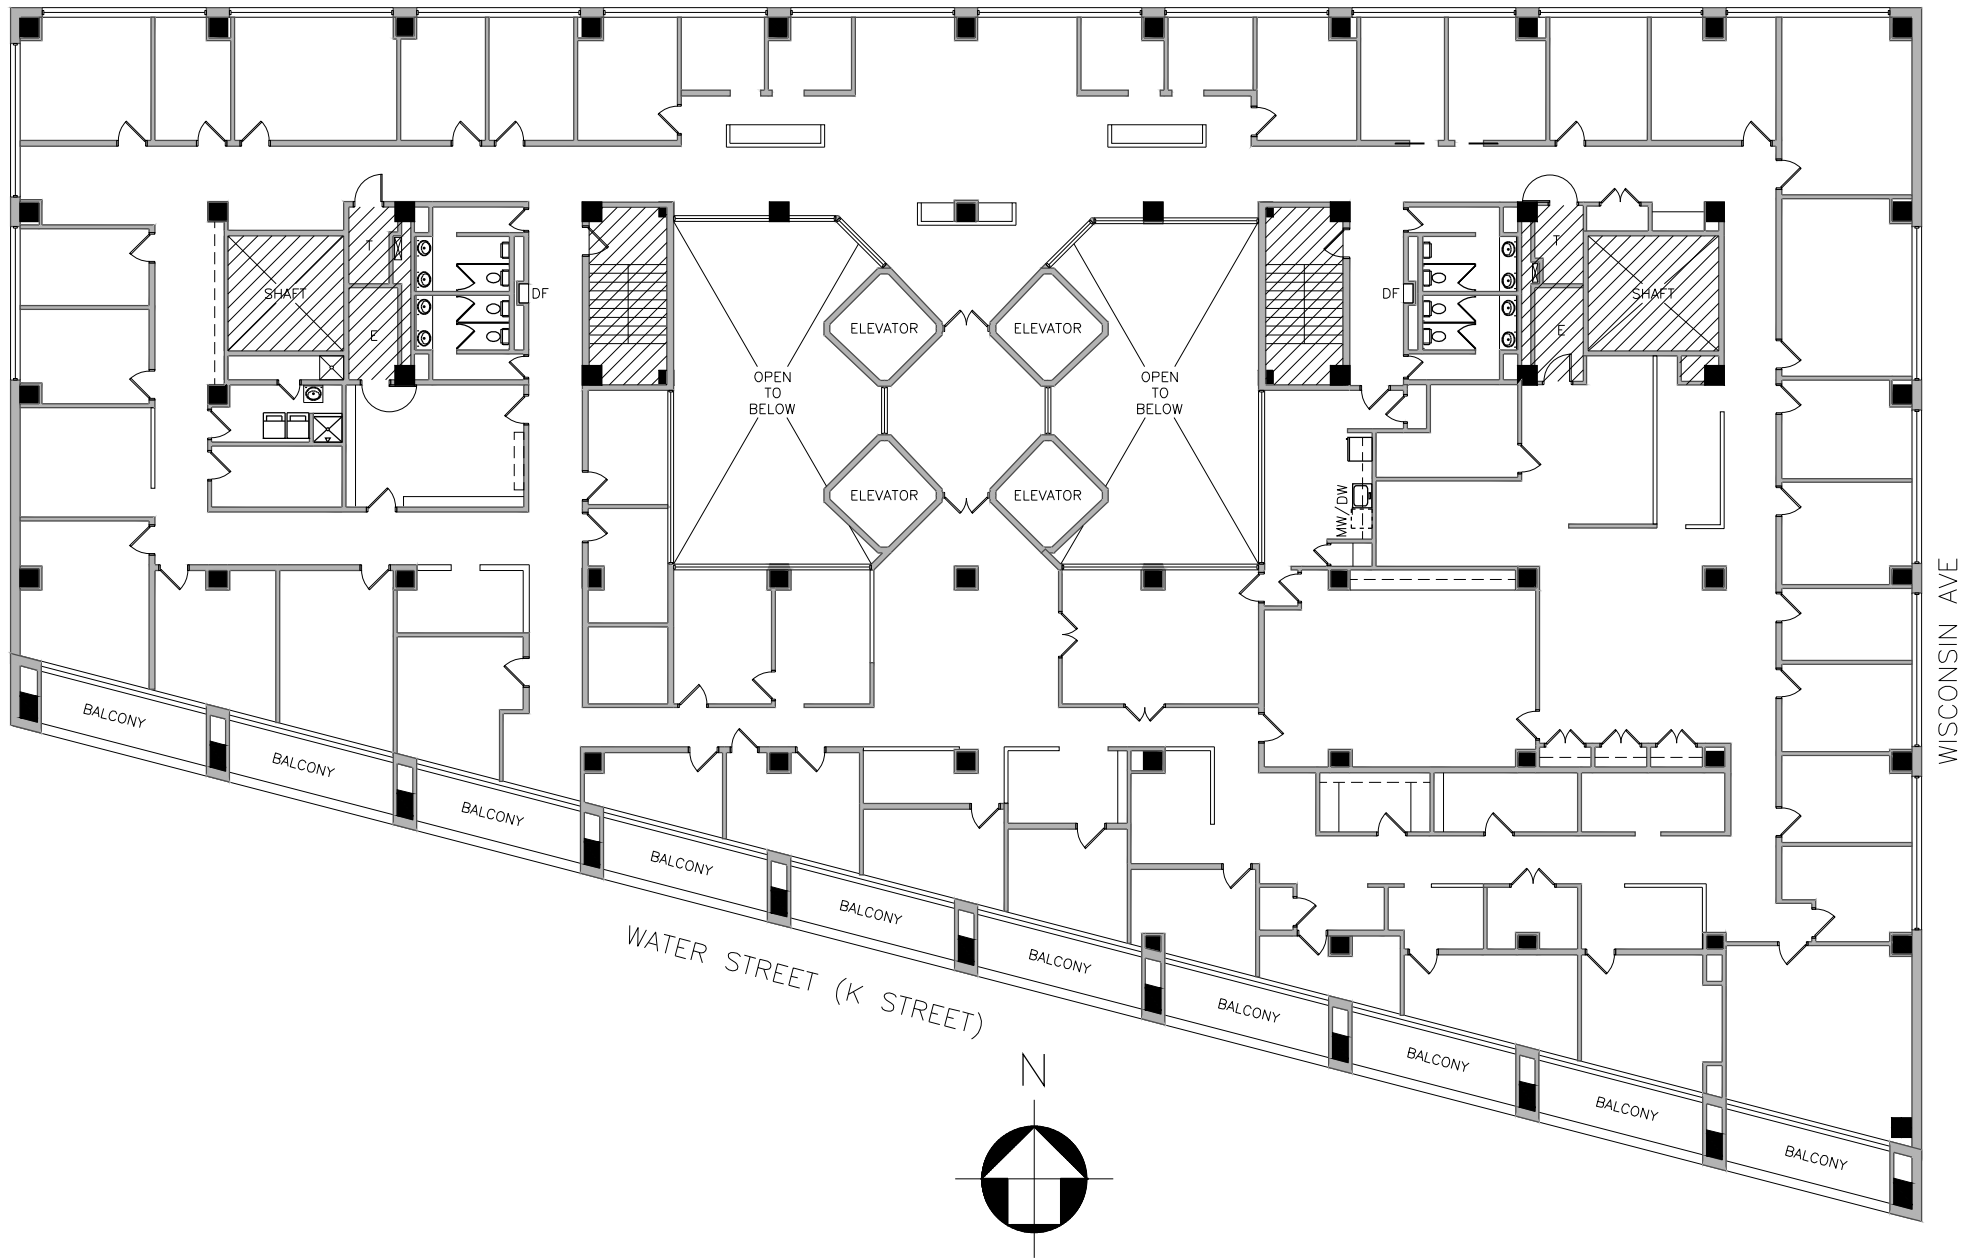 T
T
SHAFT
DF
DF
SHAFT
E
E
ELEVATOR
ELEVATOR
OPEN
TO
BELOW
OPEN
TO
BELOW
ELEVATOR
ELEVATOR
MW/DW
WISCONSIN AVE
BALCONY
BALCONY
BALCONY
BALCONY
BALCONY
BALCONY
BALCONY
BALCONY
BALCONY
BALCONY
WATER STREET (K STREET)
N